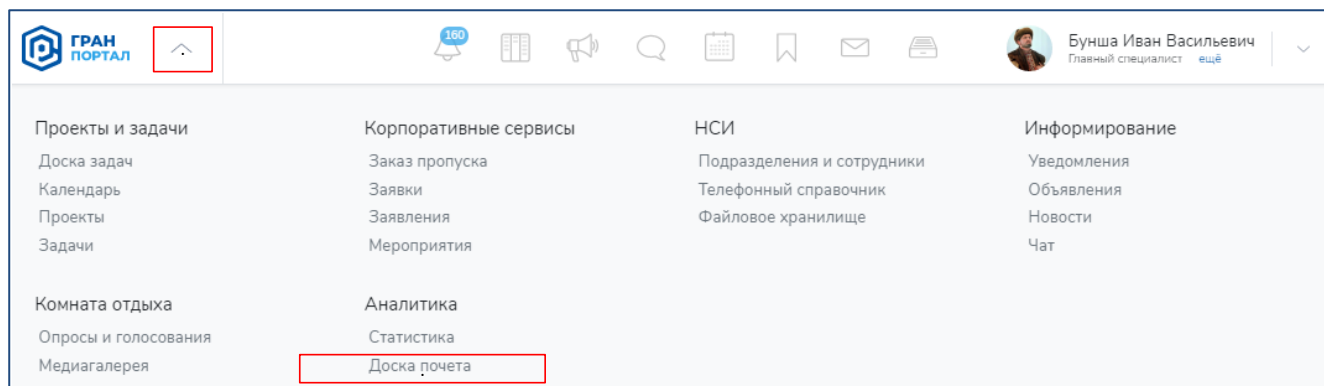 ГРАН
ПОРТАЛ
160
Бунша Иван Васильевич
Главный специалист ещё
Проекты и задачи
Доска задач
Календарь
Проекты
Задачи
Корпоративные сервисы
Заказ пропуска
Заявки
Заявления
Мероприятия
НСИ
Подразделения и сотрудники
Телефонный справочник
Файловое хранилище
Информирование
Уведомления
Объявления
Новости
Чат
Комната отдыха
Опросы и голосования
Медиагалерея
Аналитика
Статистика
Доска почета